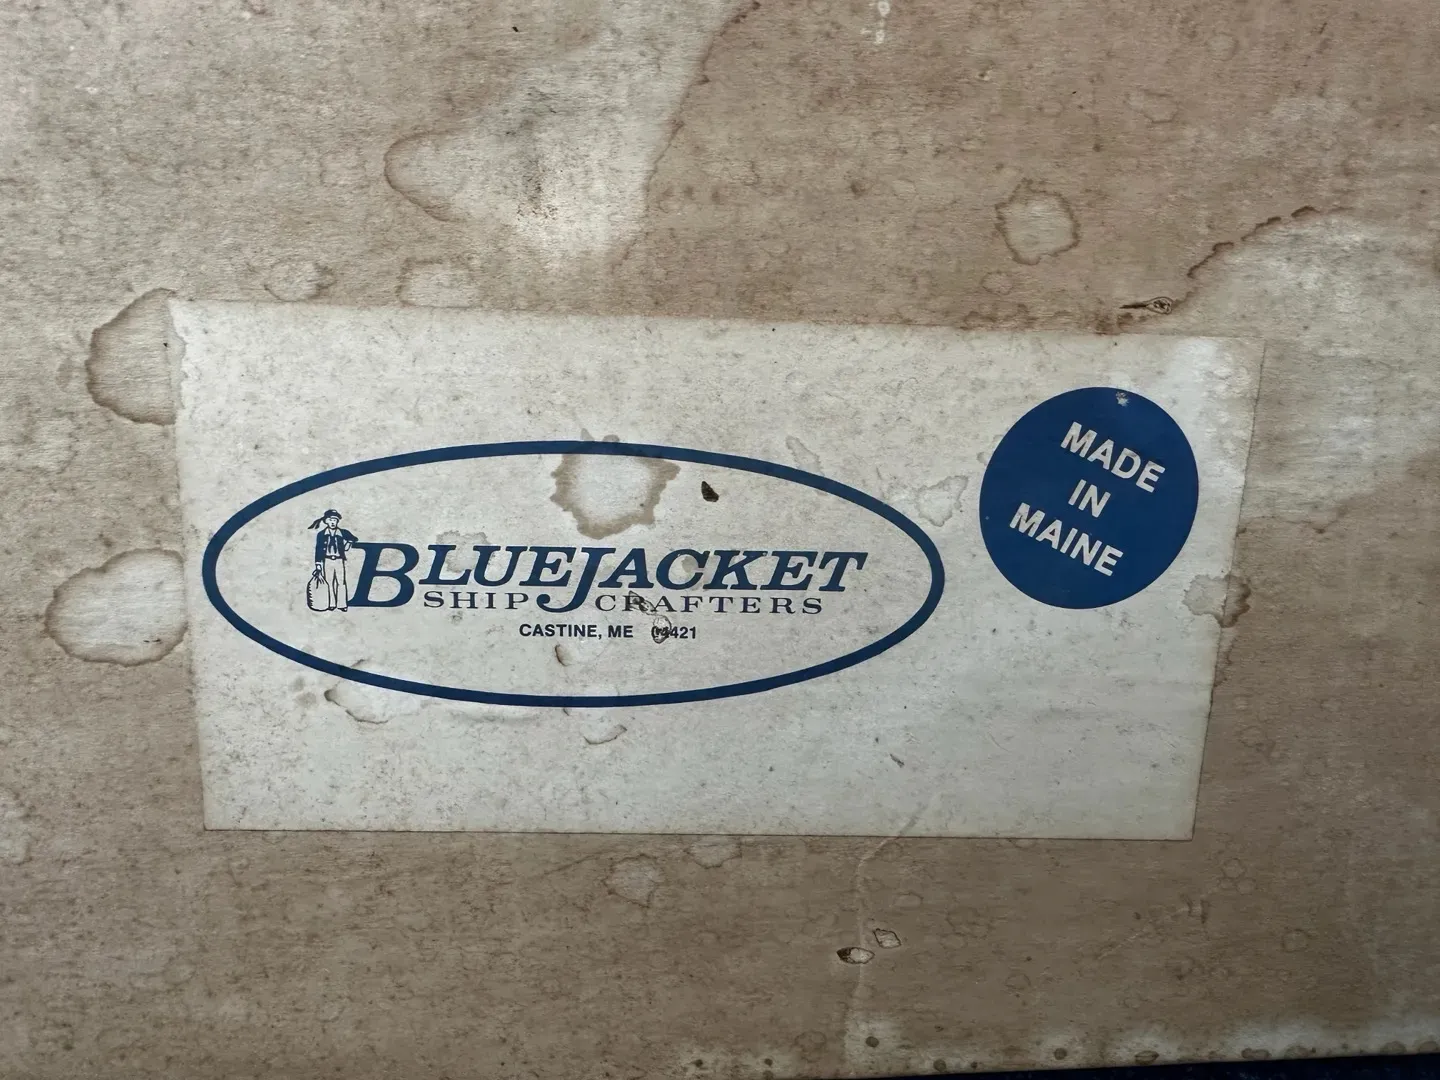 BLUEJACKET
SHIP CRAFTERS
CASTINE, ME 04421
MADE
IN
MAINE